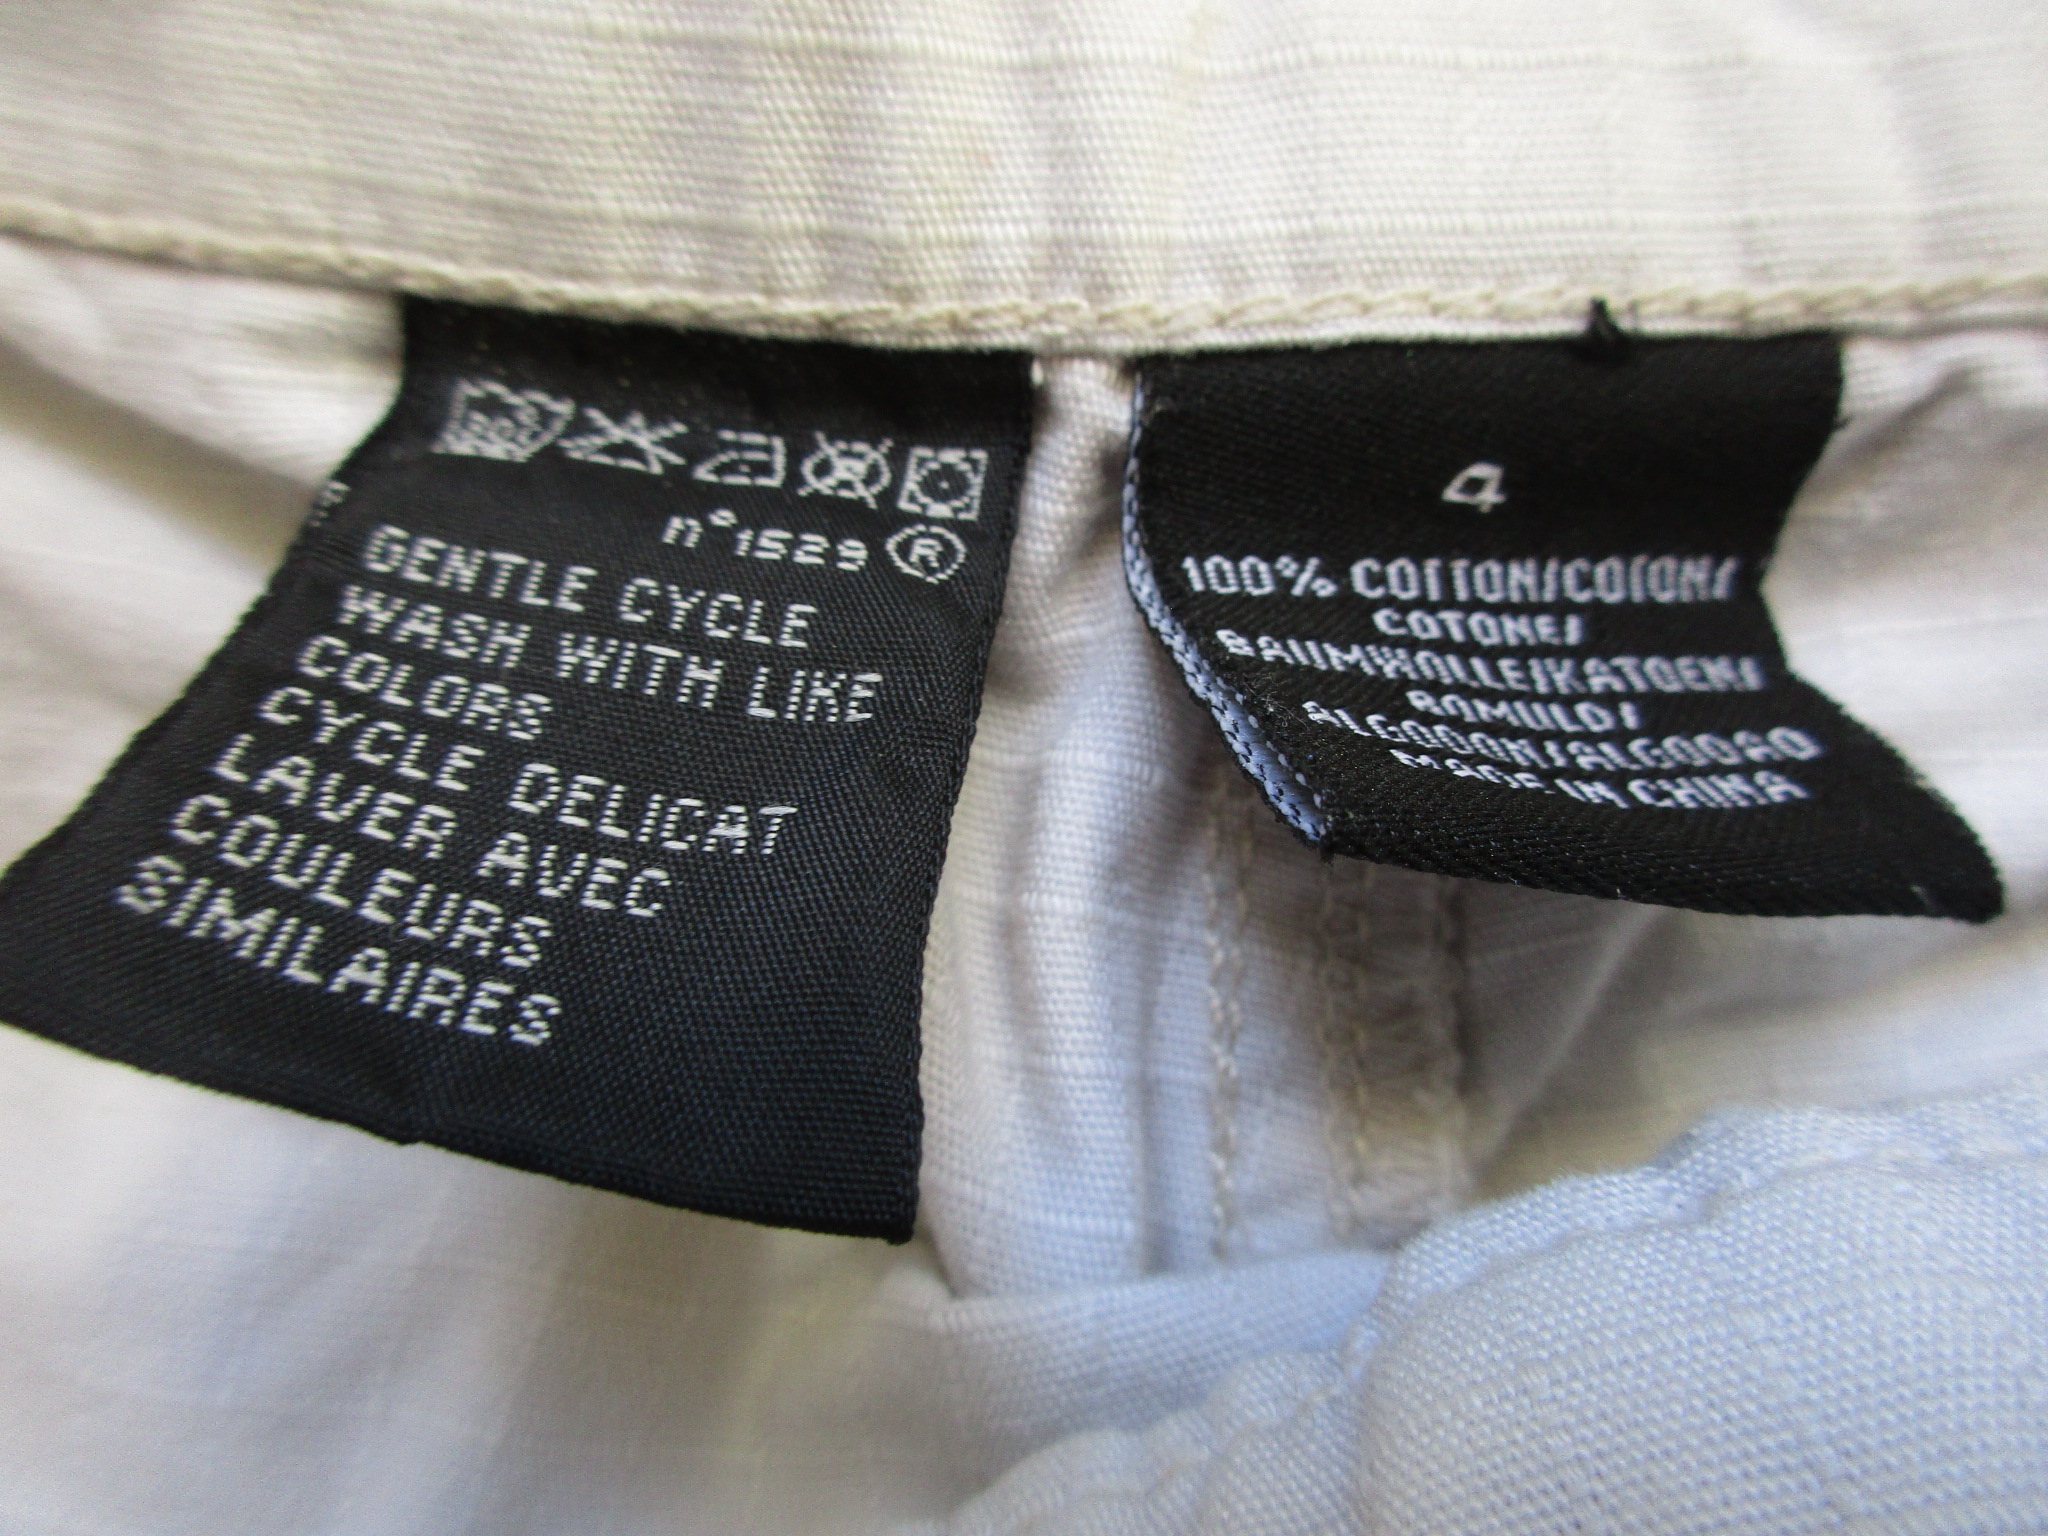 n°1529 ®
GENTLE CYCLE
WASH WITH LIKE
COLORS
CYCLE DELICAT
LAVER AVEC
COULEURS
SIMILAIRES
4
100% COTTON/COTON/
COTONE/
BAUMWOLLE/KATOEN/
BOMULD/
ALGODON/ALGODAO
MADE IN CHINA